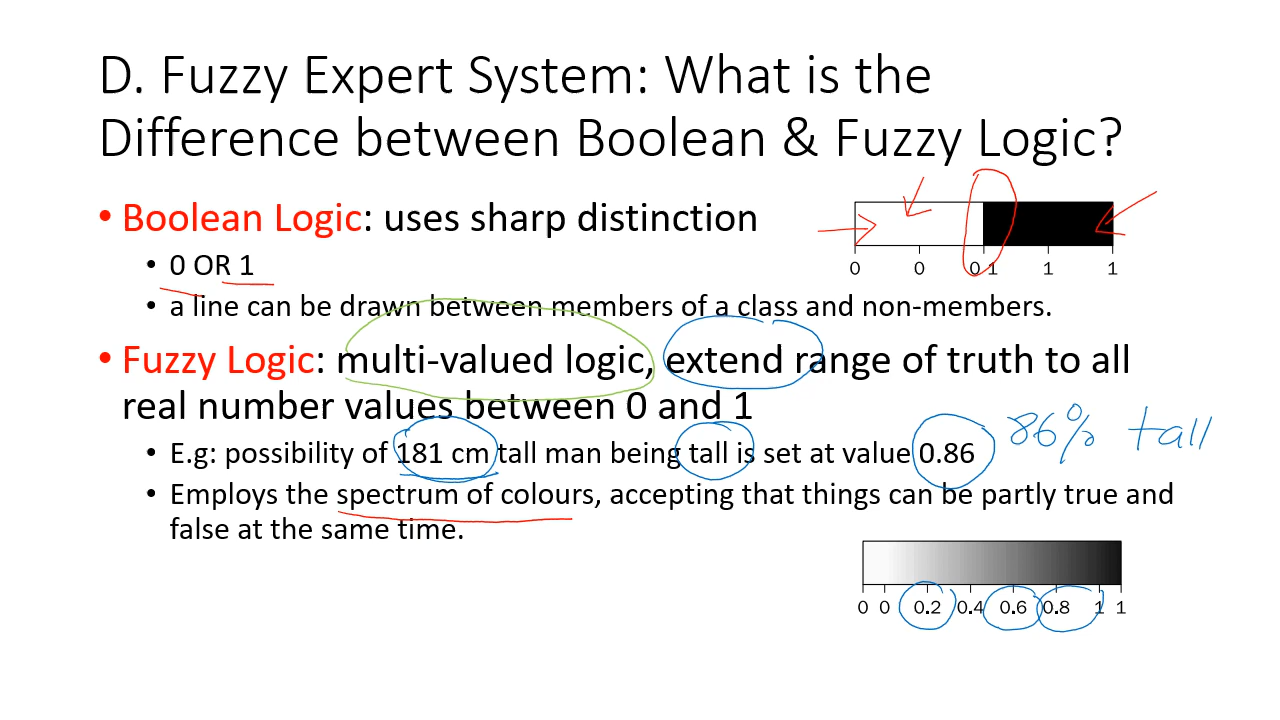 D. Fuzzy Expert System: What is the
Difference between Boolean & Fuzzy Logic?
• Boolean Logic: uses sharp distinction
• 0 OR 1
• a line can be drawn between members of a class and non-members.
0 0 0 1 1 1
• Fuzzy Logic: multi-valued logic, extend range of truth to all
real number values between 0 and 1
• E.g: possibility of 181 cm tall man being tall is set at value 0.86
86% tall
• Employs the spectrum of colours, accepting that things can be partly true and
false at the same time.
0 0 0.2 0.4 0.6 0.8 1 1